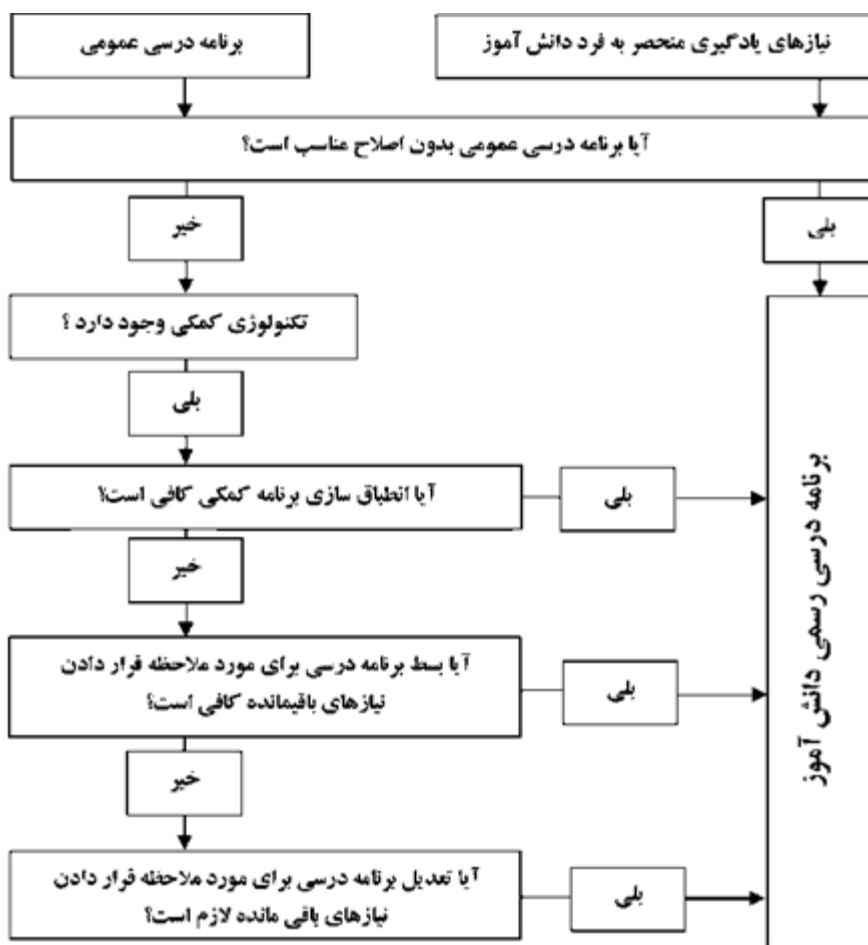 نیازهای یادگیری منحصر به فرد دانش آموز
برنامه درسی عمومی
آیا برنامه درسی عمومی بدون اصلاح مناسب است؟
بلی
خیر
تکنولوژی کمکی وجود دارد ؟
بلی
آیا انطباق سازی برنامه کمکی کافی است؟
بلی
خیر
آیا بسط برنامه درسی برای مورد ملاحظه قرار دادن
نیازهای باقیمانده کافی است؟
بلی
خیر
آیا تعدیل برنامه درسی برای مورد ملاحظه قرار دادن
نیازهای باقی مانده لازم است؟
بلی
برنامه درسی رسمی دانش آموز